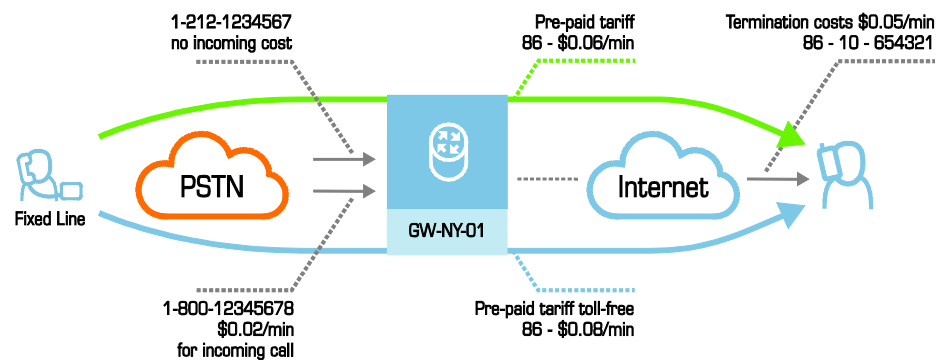 1-212-1234567
no incoming cost
Pre-paid tariff
86 - $0.06/min
Termination costs $0.05/min
86 - 10 - 654321
PSTN
Internet
Fixed Line
GW-NY-01
1-800-12345678
$0.02/min
for incoming call
Pre-paid tariff toll-free
86 - $0.08/min